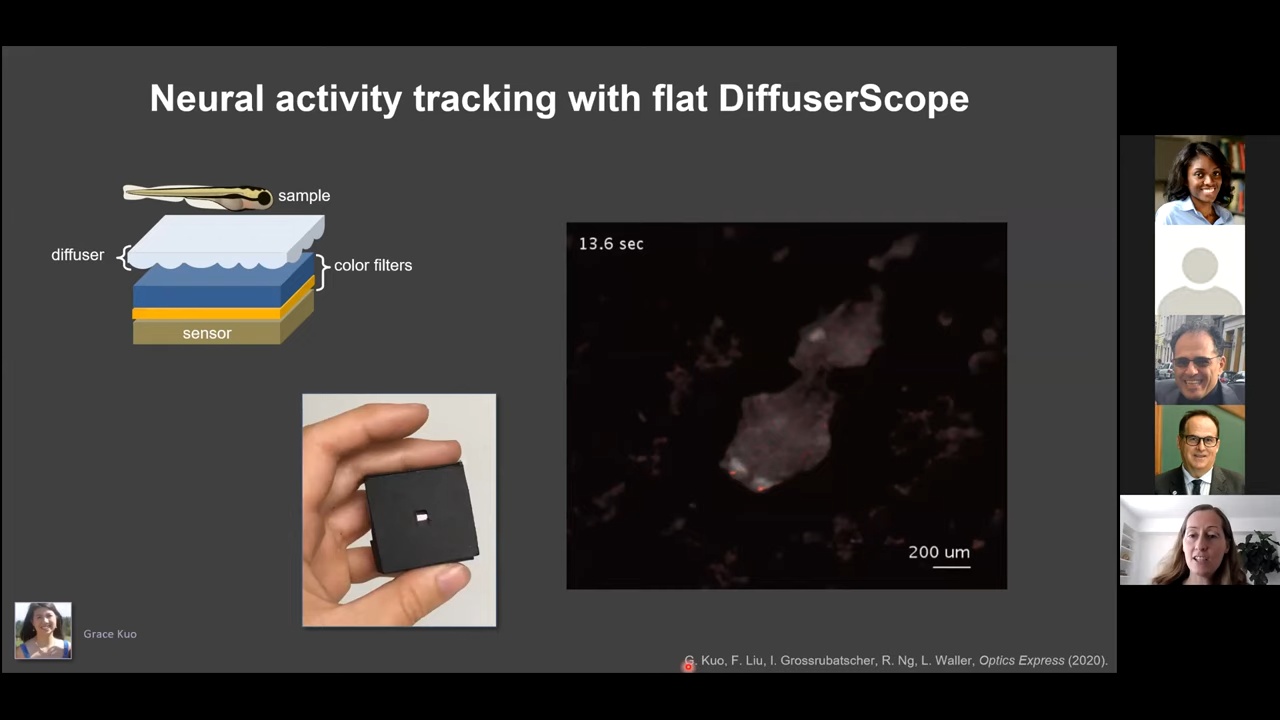 Neural activity tracking with flat DiffuserScope
sample
diffuser
color filters
sensor
13.6 sec
200 um
Grace Kuo
G. Kuo, F. Liu, I. Grossrubatscher, R. Ng, L. Waller, Optics Express (2020).